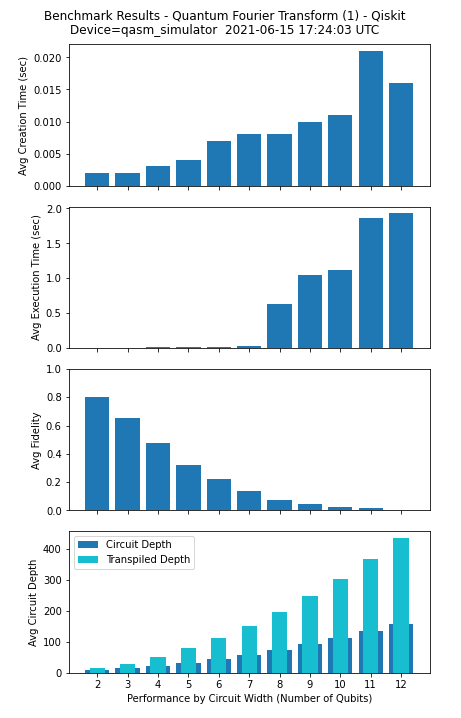 Benchmark Results - Quantum Fourier Transform (1) - Qiskit
Device=qasm_simulator  2021-06-15 17:24:03 UTC
Avg Creation Time (sec)
0.020
0.015
0.010
0.005
0.000
Avg Execution Time (sec)
2.0
1.5
1.0
0.5
0.0
Avg Fidelity
1.0
0.8
0.6
0.4
0.2
0.0
Avg Circuit Depth
400
300
200
100
0
Circuit Depth
Transpiled Depth
2 3 4 5 6 7 8 9 10 11 12
Performance by Circuit Width (Number of Qubits)